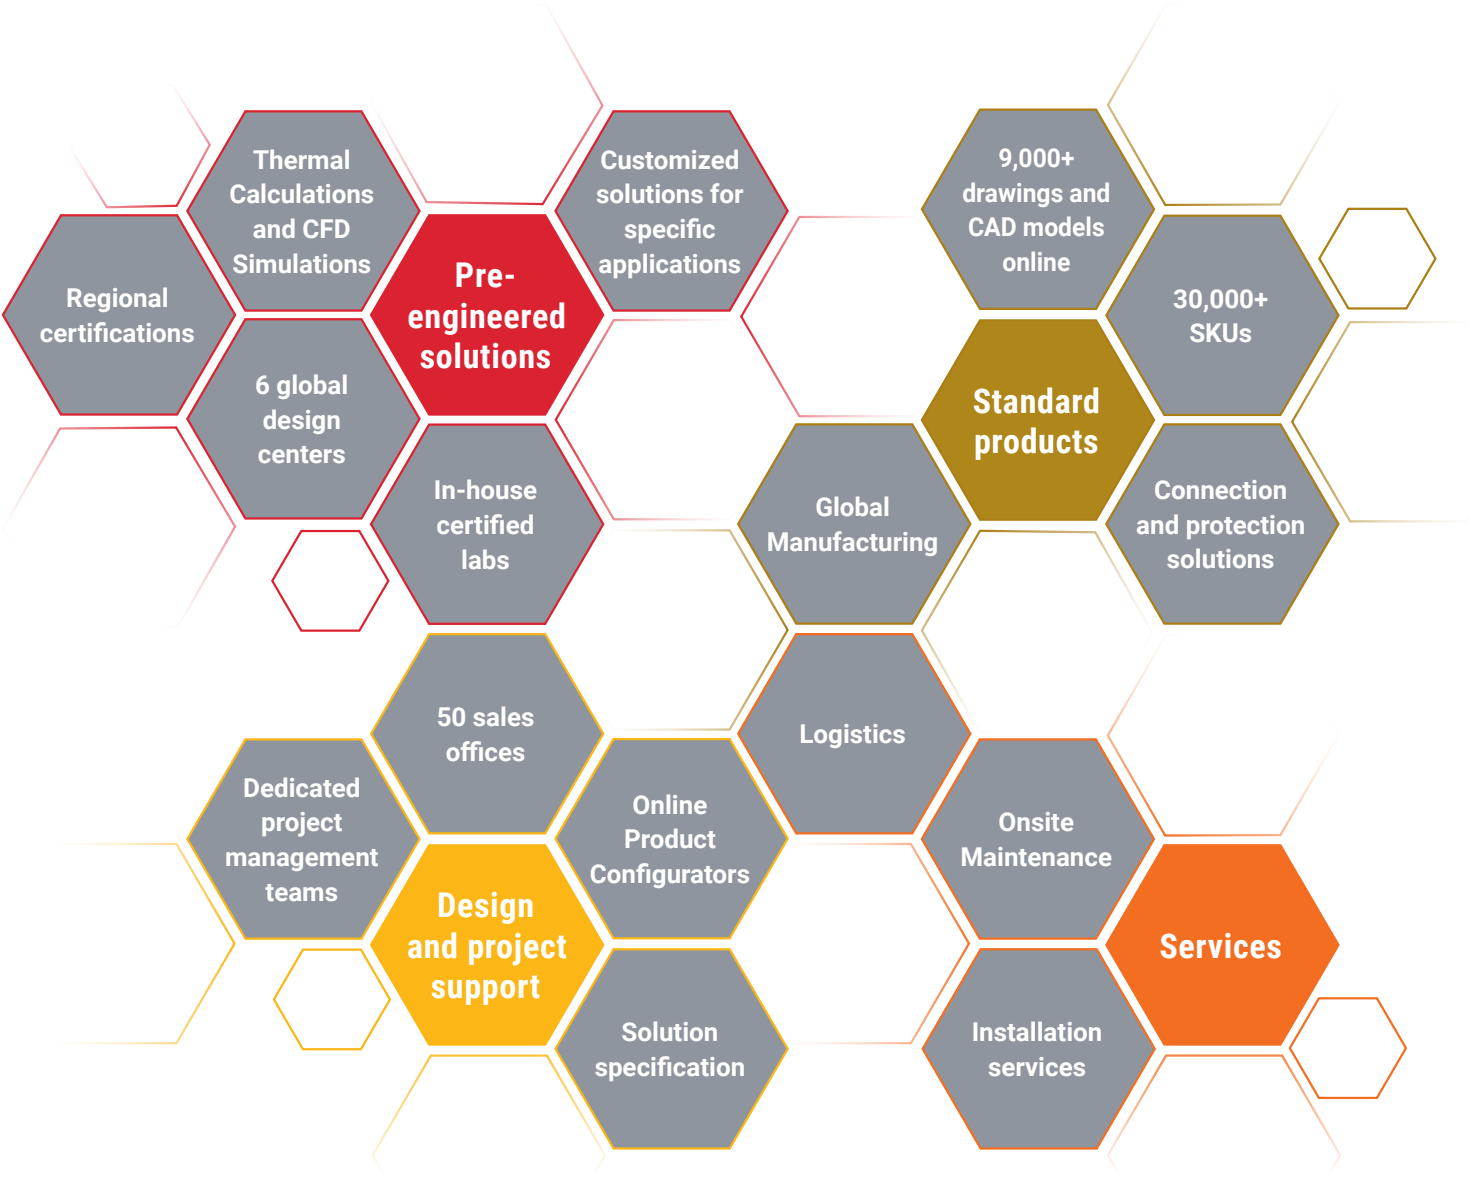 Thermal
Calculations
and CFD
Simulations
Customized
solutions for
specific
applications
Regional
certifications
Pre-
engineered
solutions
6 global
design
centers
In-house
certified
labs
9,000+
drawings and
CAD models
online
30,000+
SKUs
Standard
products
Global
Manufacturing
Connection
and protection
solutions
50 sales
offices
Dedicated
project
management
teams
Online
Product
Configurators
Design
and project
support
Solution
specification
Logistics
Onsite
Maintenance
Services
Installation
services